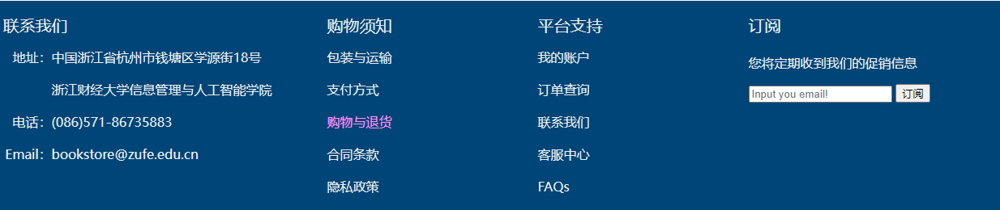 联系我们
地址：中国浙江省杭州市钱塘区学源街18号
浙江财经大学信息管理与人工智能学院
电话：(086)571-86735883
Email：bookstore@zufe.edu.cn
购物须知
包装与运输
支付方式
购物与退货
合同条款
隐私政策
平台支持
我的账户
订单查询
联系我们
客服中心
FAQs
订阅
您将定期收到我们的促销信息
Input you email! 订阅